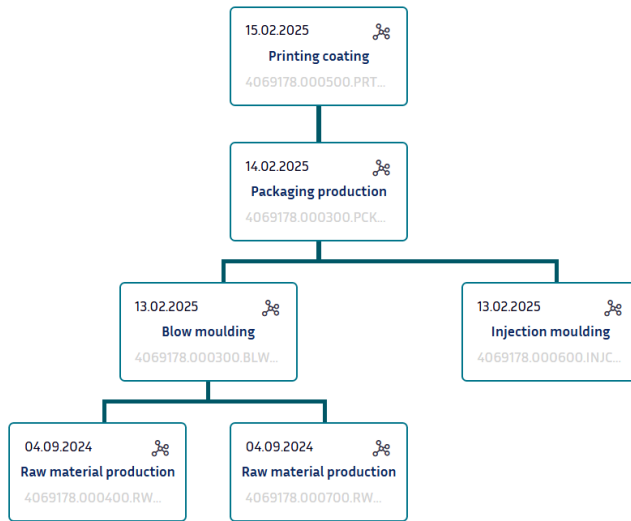 15.02.2025
Printing coating
4069178.000500.PRT...
14.02.2025
Packaging production
4069178.000300.PCK...
13.02.2025
Blow moulding
4069178.000300.BLW...
13.02.2025
Injection moulding
4069178.000600.INJC...
04.09.2024
Raw material production
4069178.000400.RW...
04.09.2024
Raw material production
4069178.000700.RW...